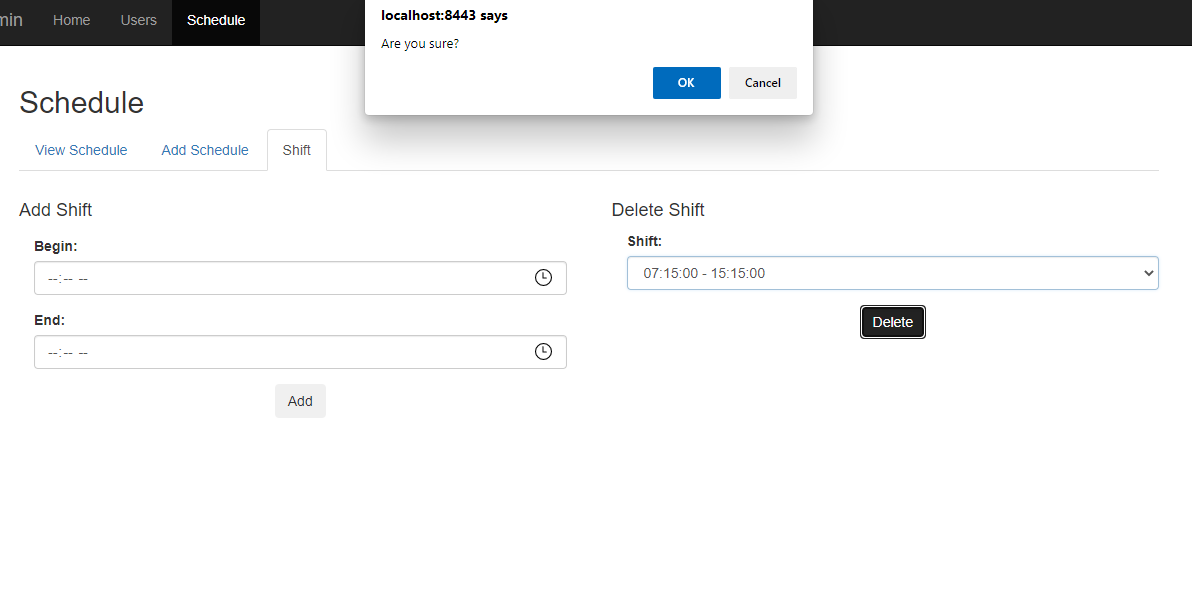 min Home Users Schedule
localhost:8443 says
Are you sure?
OK Cancel
Schedule
View Schedule Add Schedule Shift
Add Shift
Begin:
--:-- --
End:
--:-- --
Add
Delete Shift
Shift:
07:15:00 - 15:15:00
Delete